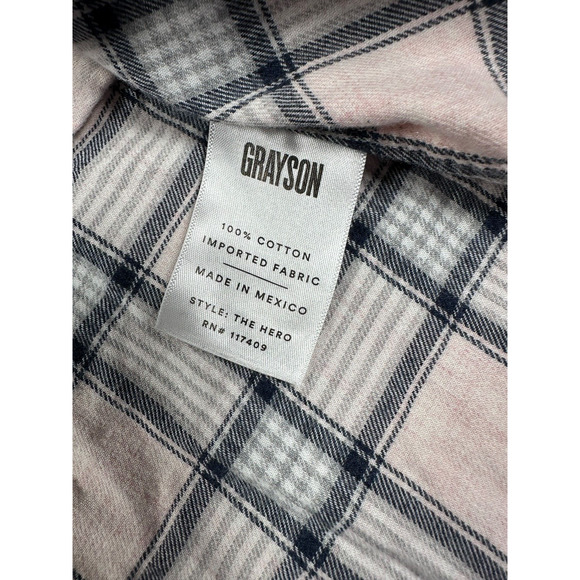 GRAYSON
100% COTTON
IMPORTED FABRIC
MADE IN MEXICO
STYLE: THE HERO
RN# 117409